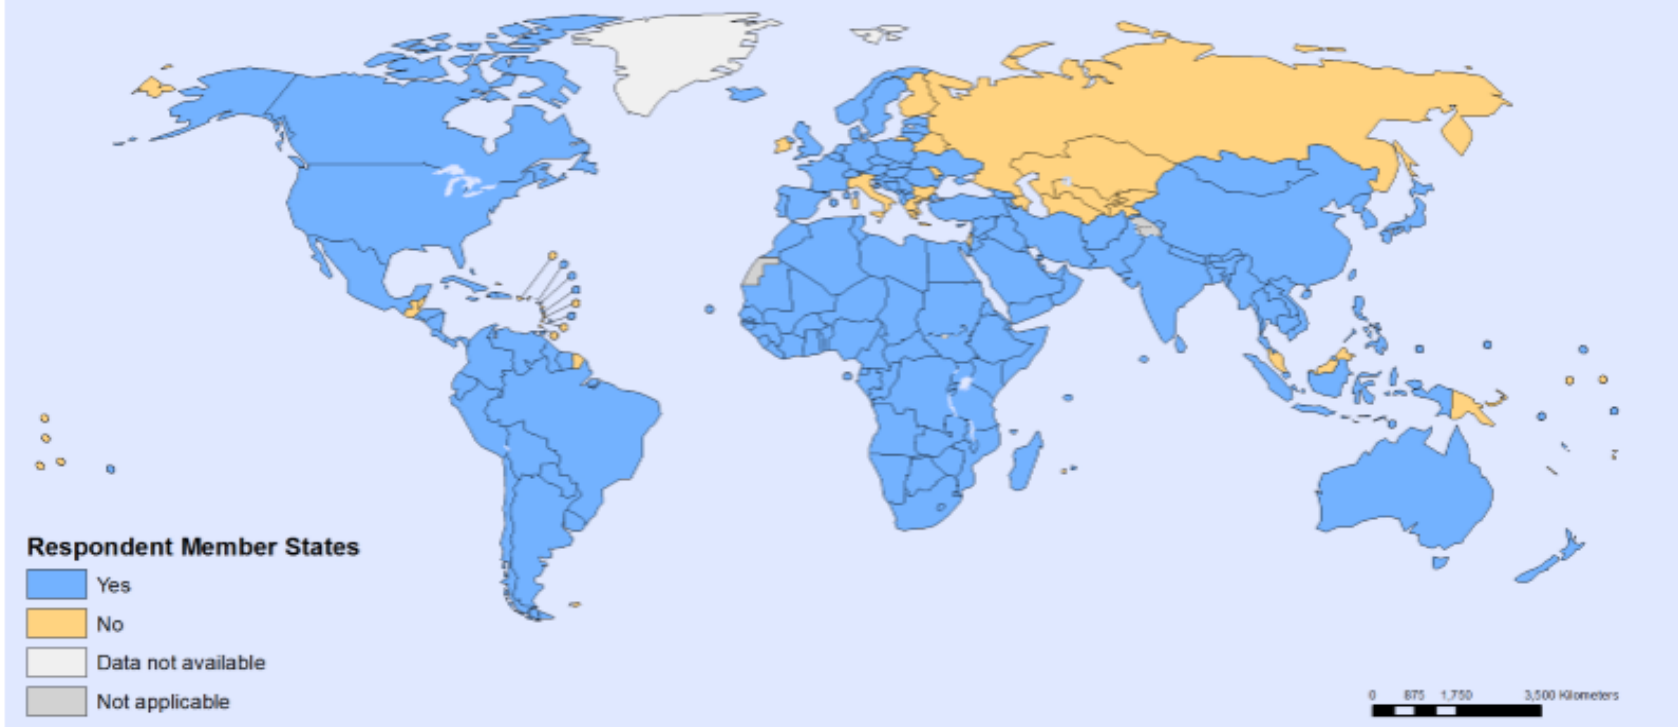 Respondent Member States
Yes
No
Data not available
Not applicable
0 875 1,750 3,500 Kilometers